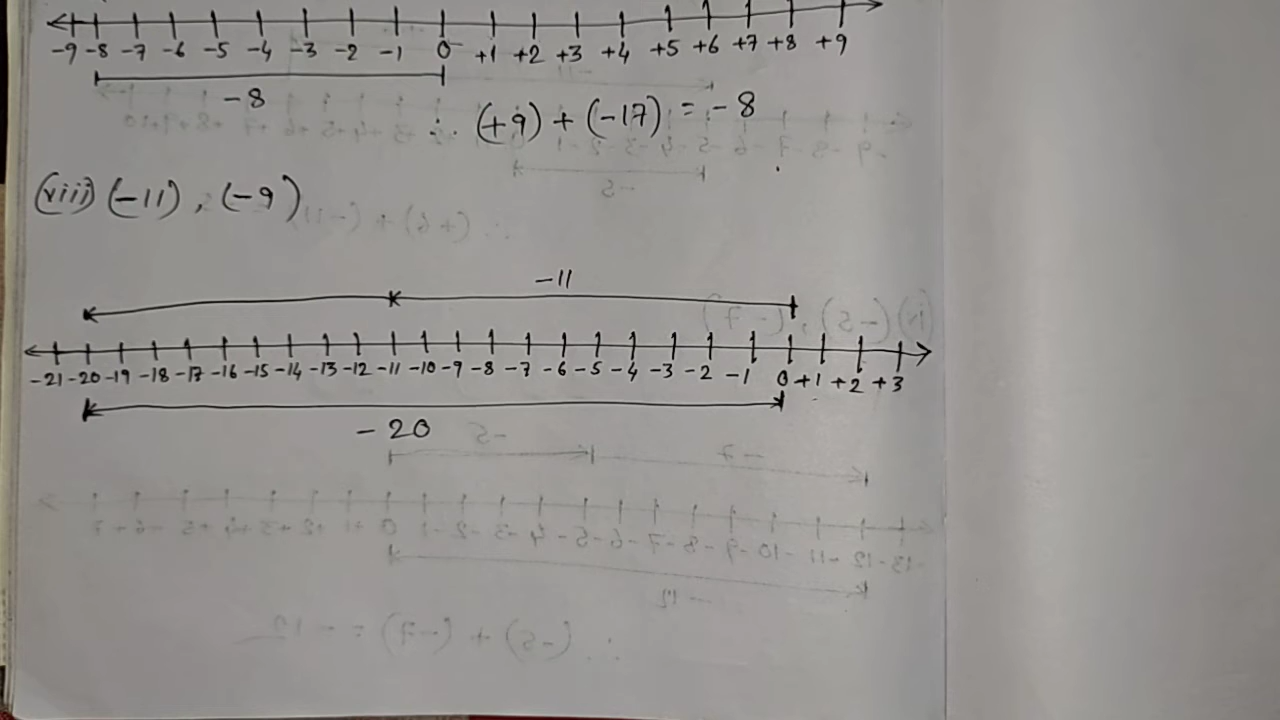 -9 -8 -7 -6 -5 -4 -3 -2 -1 0 +1 +2 +3 +4 +5 +6 +7 +8 +9
-8
∴ (+9) + (-17) = -8
(viii) (-11), (-9)
-11
-21 -20 -19 -18 -17 -16 -15 -14 -13 -12 -11 -10 -9 -8 -7 -6 -5 -4 -3 -2 -1 0 +1 +2 +3
-20